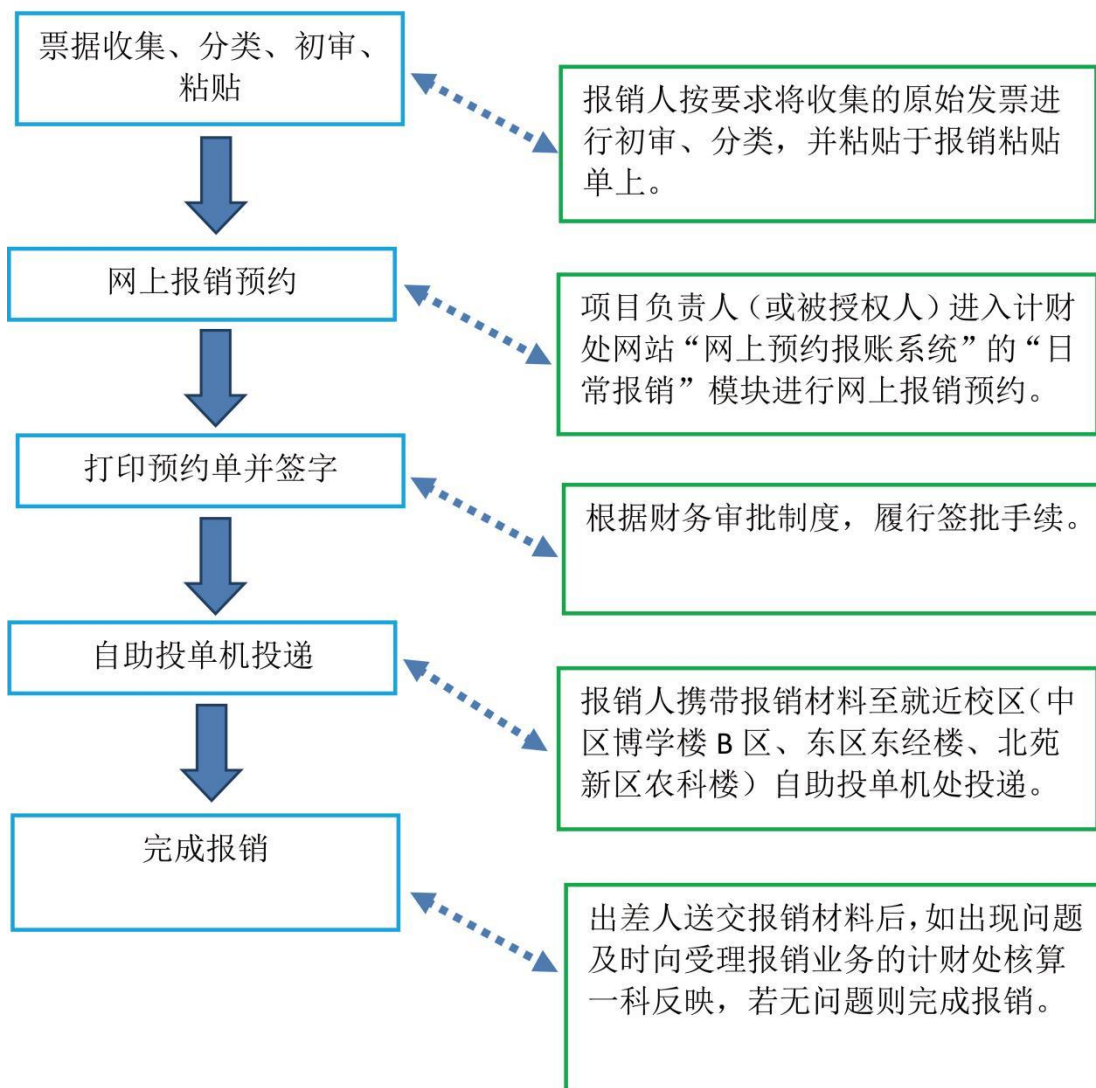 票据收集、分类、初审、
粘贴
报销人按要求将收集的原始发票进
行初审、分类，并粘贴于报销粘贴
单上。
网上报销预约
项目负责人（或被授权人）进入计财
处网站“网上预约报账系统”的“日
常报销”模块进行网上报销预约。
打印预约单并签字
根据财务审批制度，履行签批手续。
自助投单机投递
报销人携带报销材料至就近校区（中
区博学楼 B 区、东区东经楼、北苑
新区农科楼）自助投单机处投递。
完成报销
出差人送交报销材料后，如出现问题
及时向受理报销业务的计财处核算
一科反映，若无问题则完成报销。